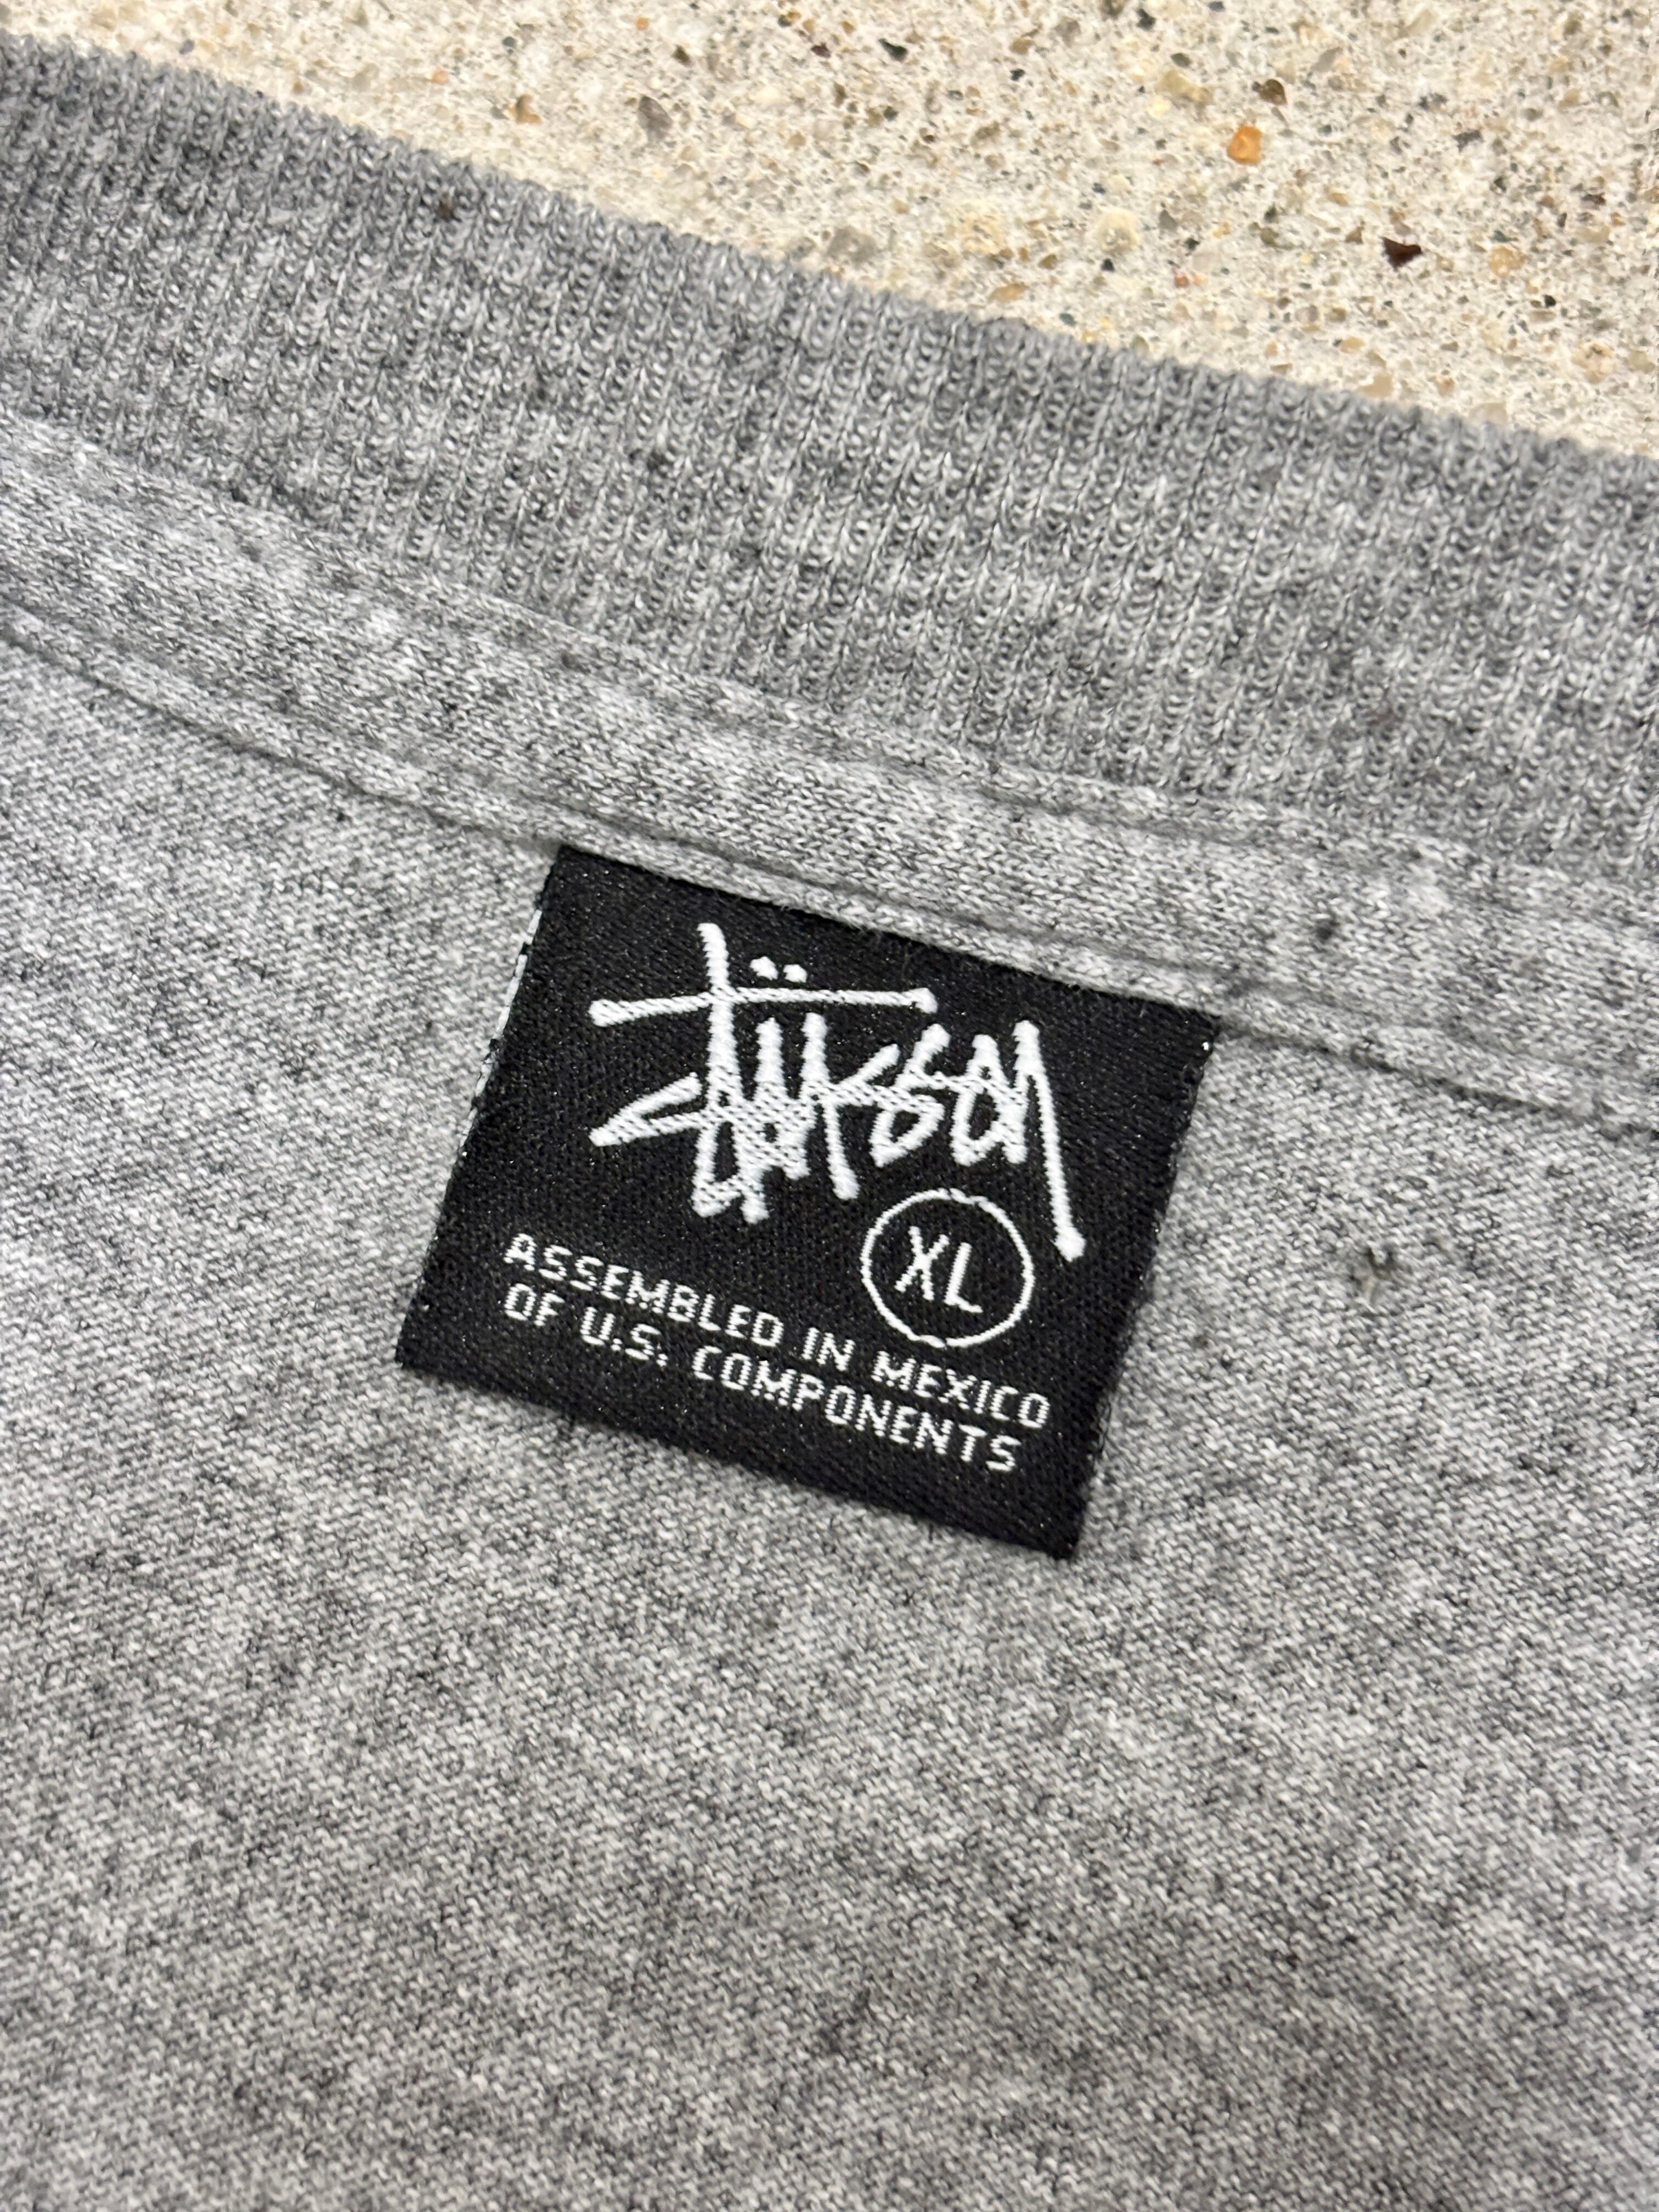 Stüssy
XL
ASSEMBLED IN MEXICO
OF U.S. COMPONENTS